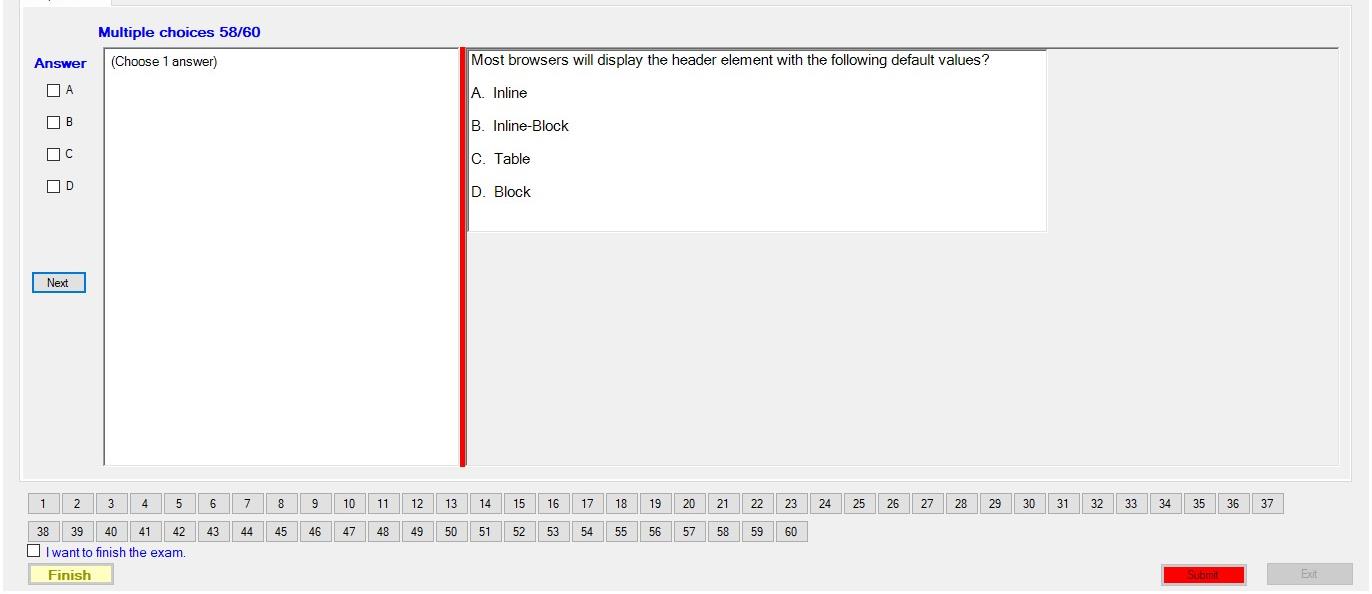 Multiple choices 58/60
Answer
(Choose 1 answer)
A
B
C
D
Next
Most browsers will display the header element with the following default values?
A. Inline
B. Inline-Block
C. Table
D. Block
1 2 3 4 5 6 7 8 9 10 11 12 13 14 15 16 17 18 19 20 21 22 23 24 25 26 27 28 29 30 31 32 33 34 35 36 37
38 39 40 41 42 43 44 45 46 47 48 49 50 51 52 53 54 55 56 57 58 59 60
I want to finish the exam.
Finish
Submit
Exit